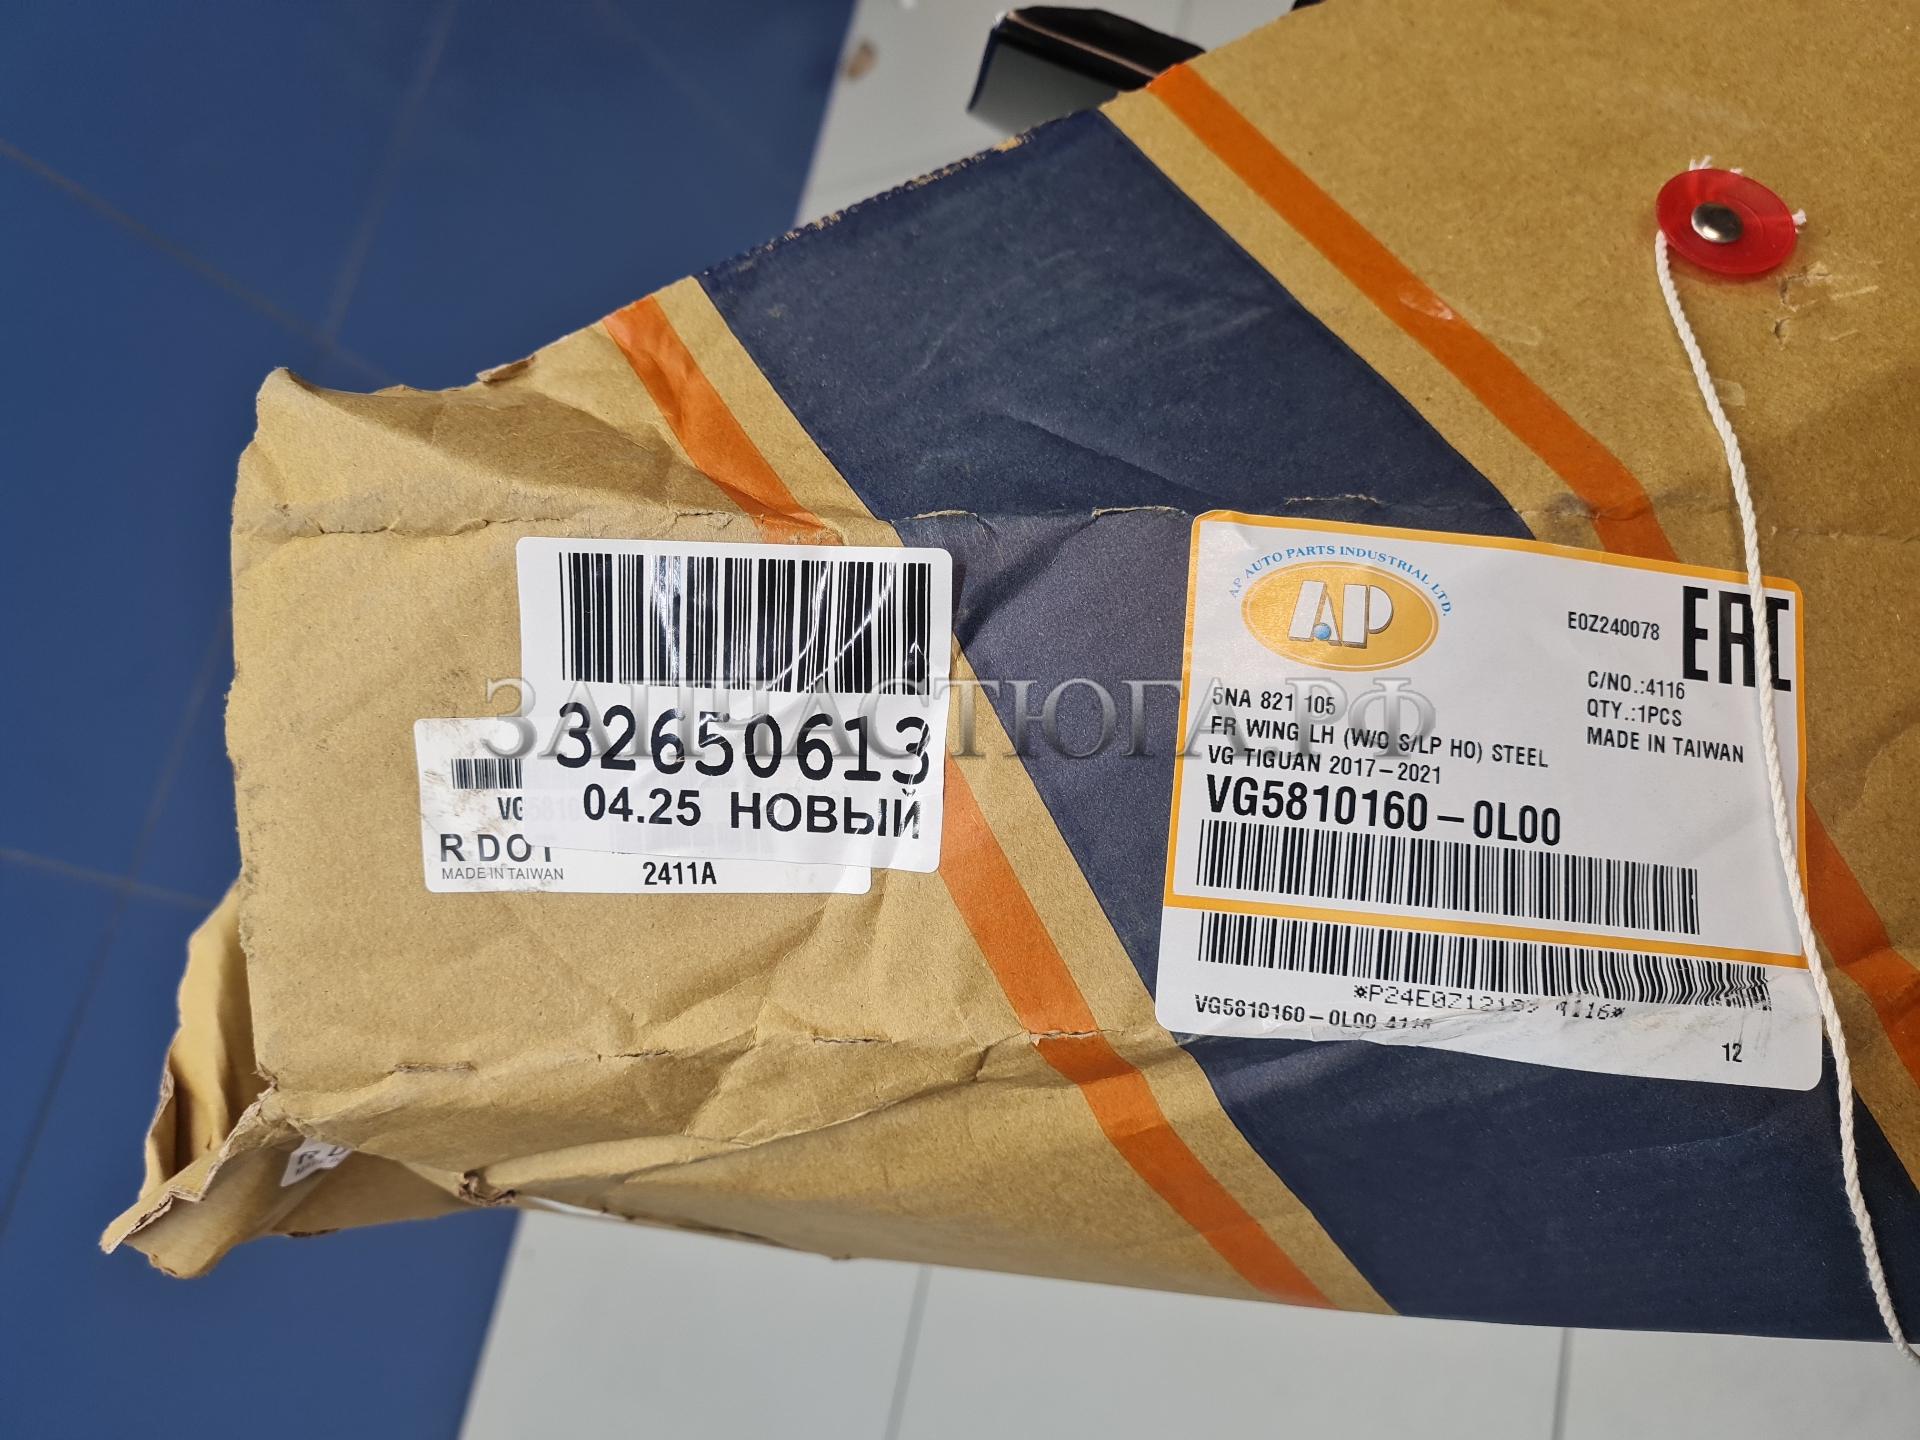 ЗАПЧАСТЮГА.РФ
32650613
04.25 НОВЫЙ
VG
R DOT
MADE IN TAIWAN
2411A
AP AUTO PARTS INDUSTRIAL LTD.
AP
E0Z240078
EAC
5NA 821 105
C/NO.:4116
FR WING LH (W/O S/LP HO) STEEL
QTY.:1PCS
VG TIGUAN 2017-2021
MADE IN TAIWAN
VG5810160-0L00
VG5810160-0L00 4116
12
R D